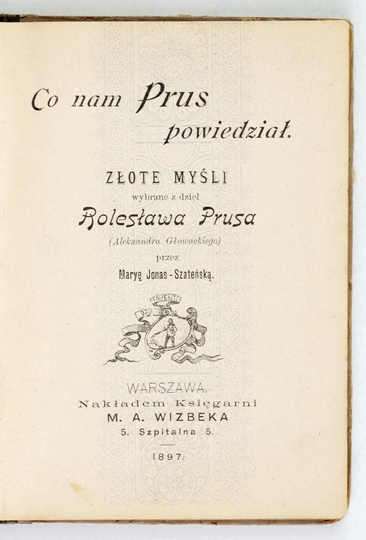 Co nam Prus
powiedział.
ZŁOTE MYŚLI
wybrane z dzieł
Bolesława Prusa
(Aleksandra Głowackiego)
przez
Maryę Jonas-Szateńską.
WARSZAWA.
Nakładem Księgarni
M. A. WIZBEKA
5. Szpitalna 5.
1897.